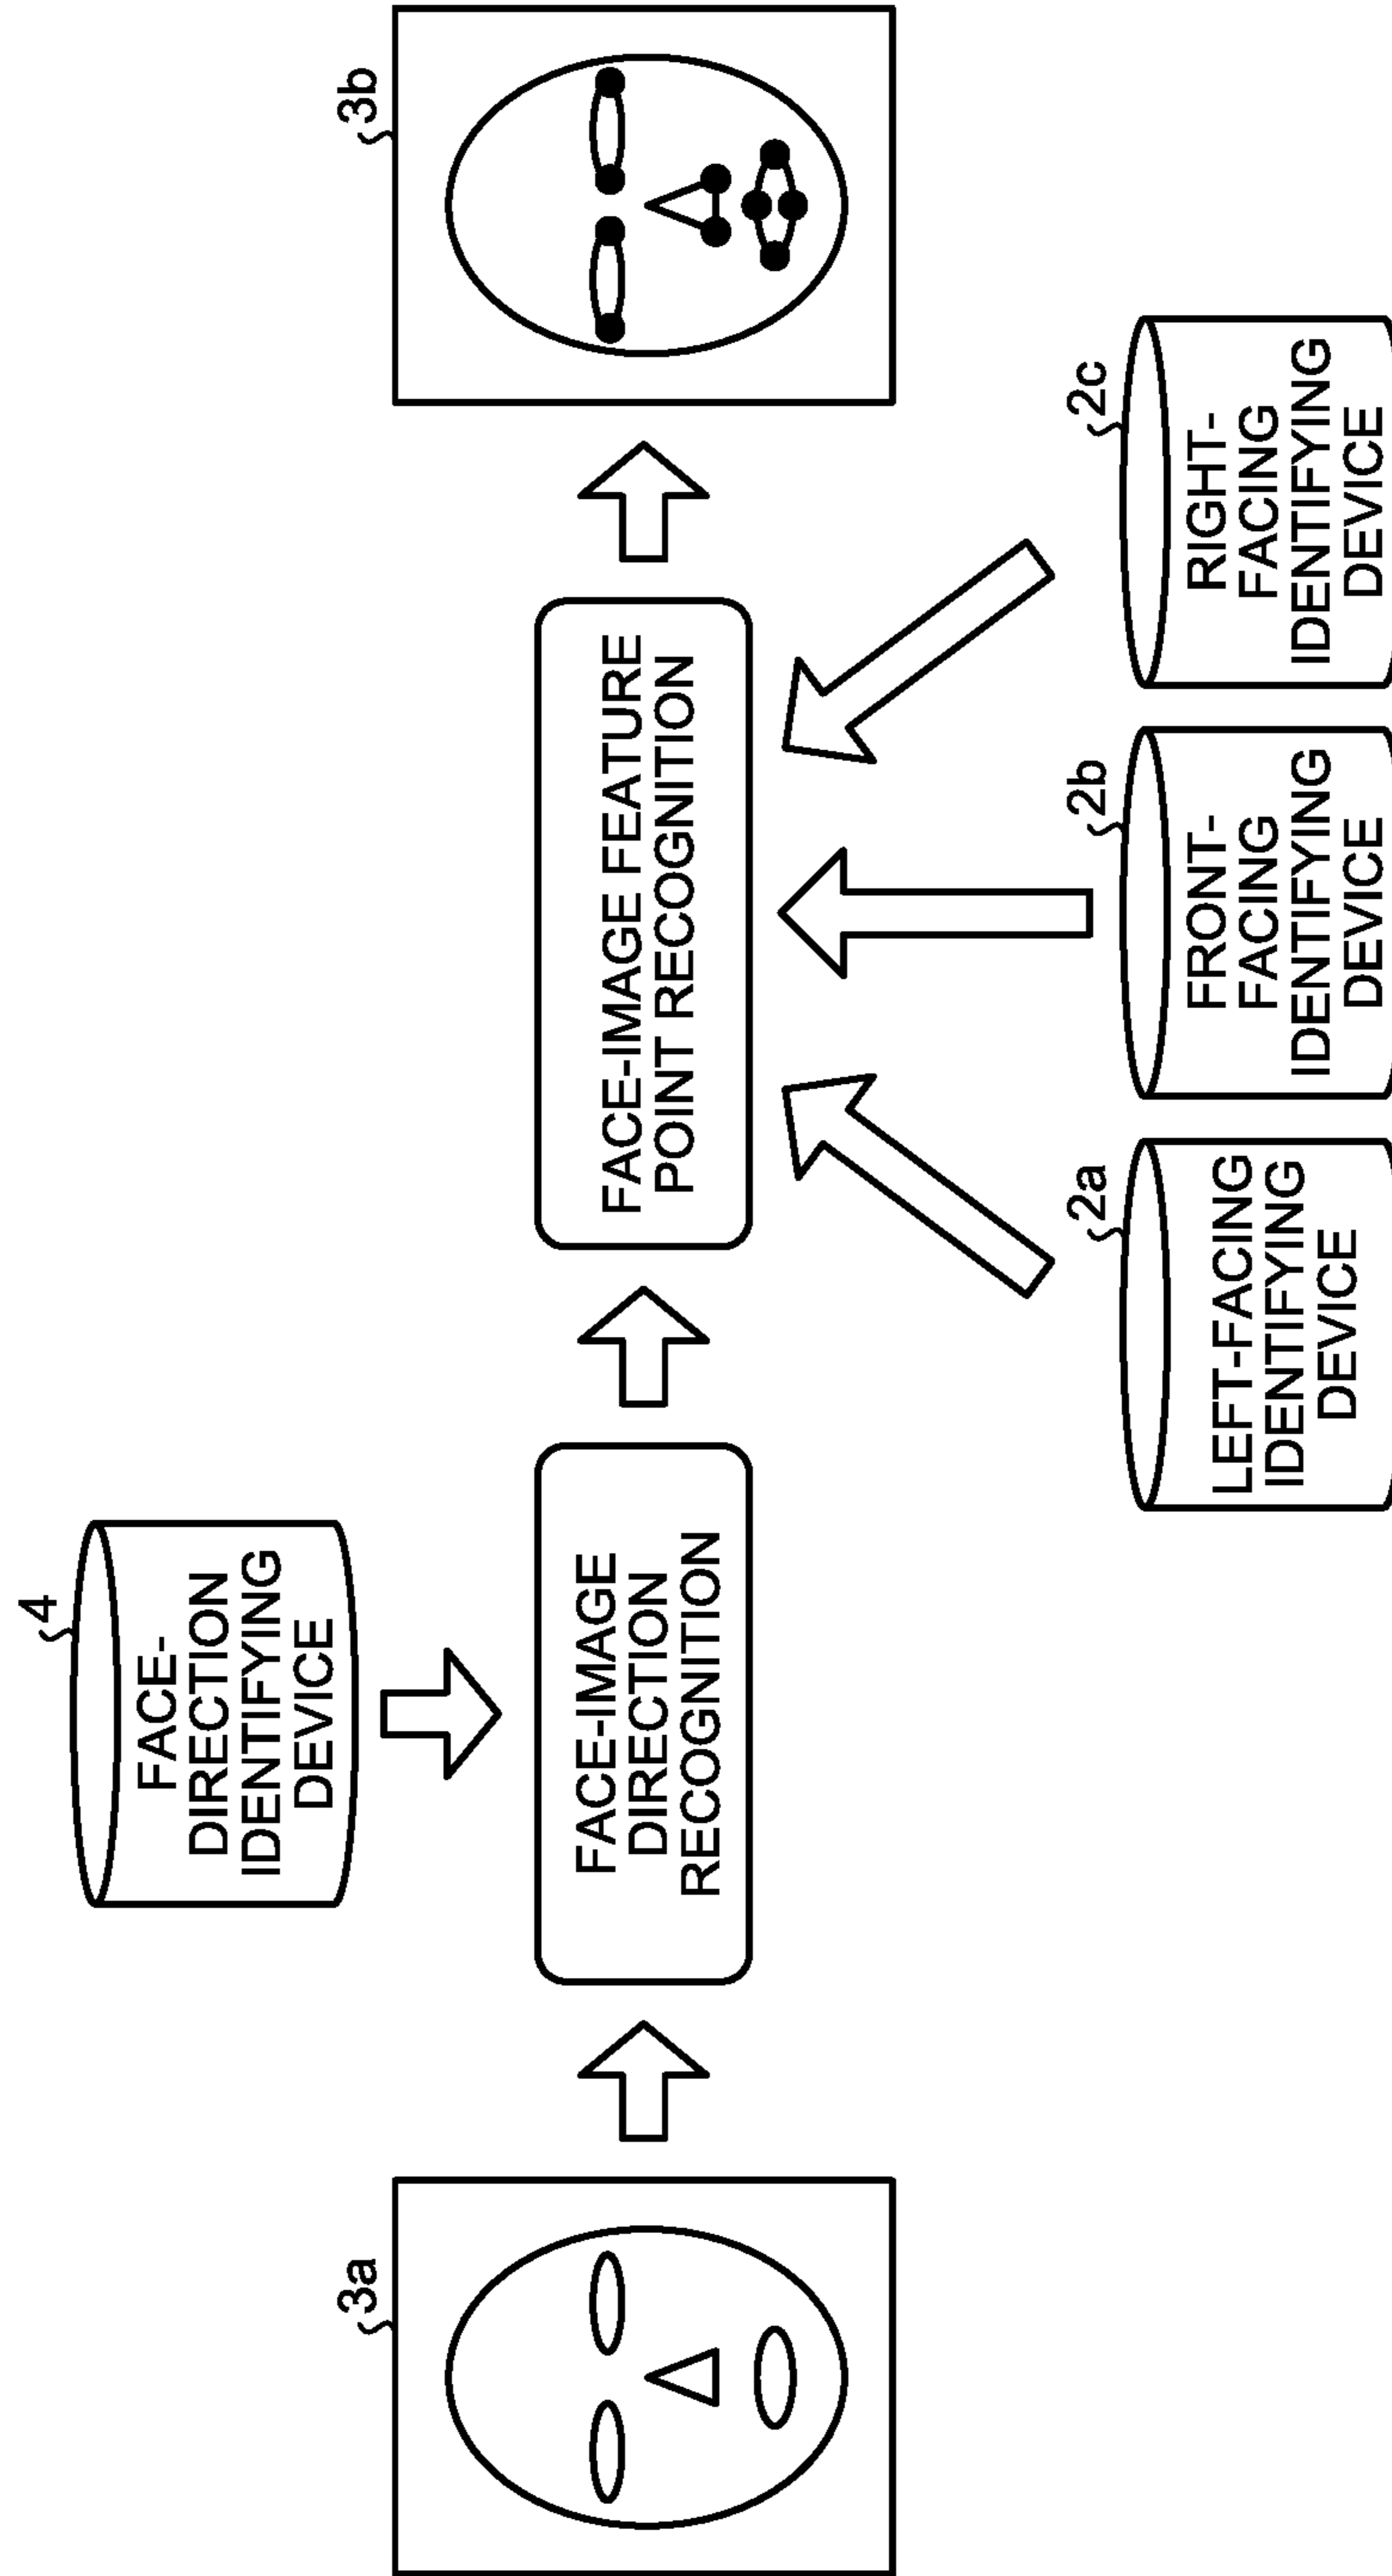 4
FACE-
DIRECTION
IDENTIFYING
DEVICE
3a
3b
FACE-IMAGE
DIRECTION
RECOGNITION
FACE-IMAGE FEATURE
POINT RECOGNITION
2a
LEFT-FACING
IDENTIFYING
DEVICE
2b
FRONT-
FACING
IDENTIFYING
DEVICE
2c
RIGHT-
FACING
IDENTIFYING
DEVICE